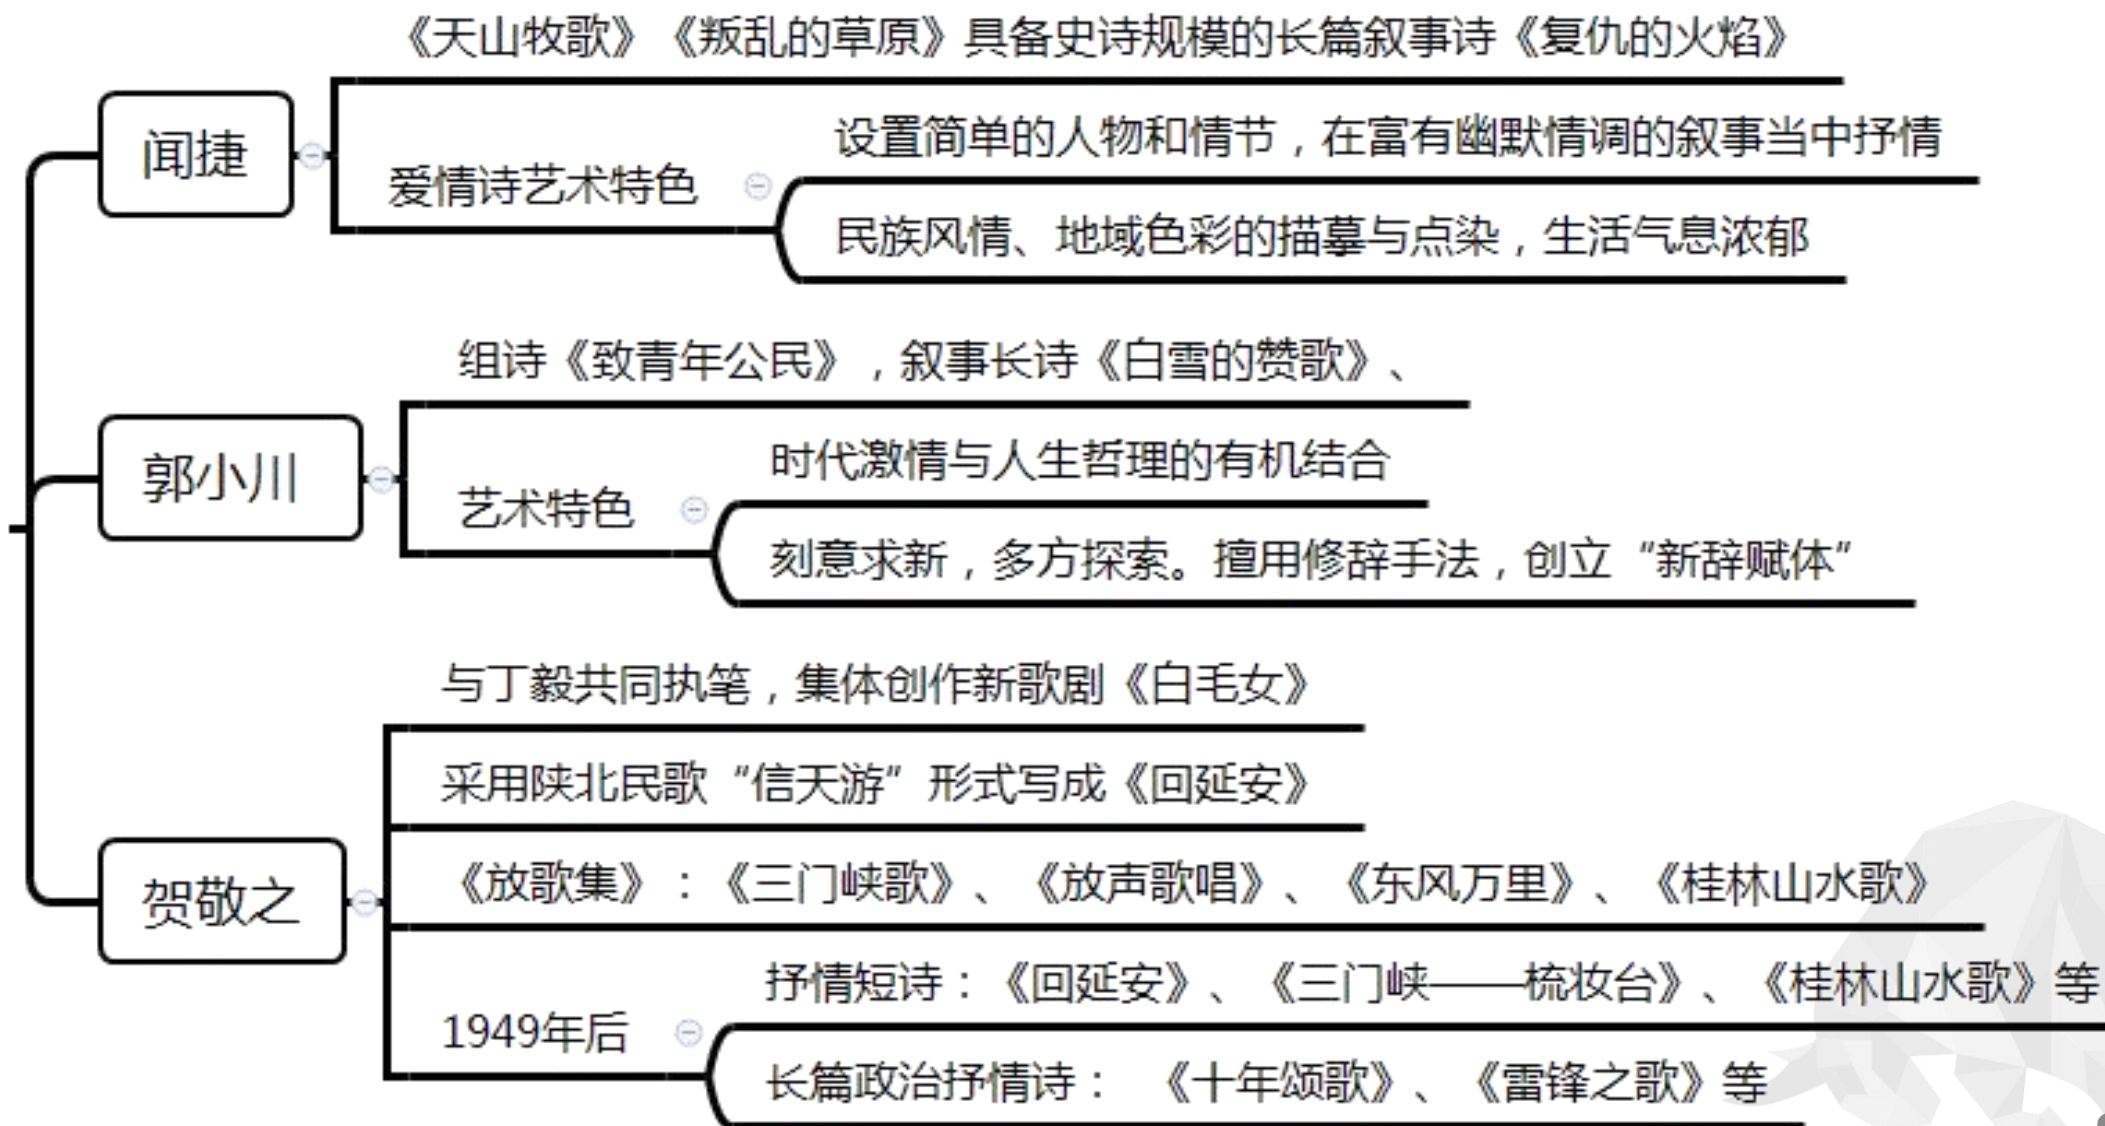 《天山牧歌》《叛乱的草原》具备史诗规模的长篇叙事诗《复仇的火焰》
闻捷
爱情诗艺术特色
设置简单的人物和情节，在富有幽默情调的叙事当中抒情
民族风情、地域色彩的描摹与点染，生活气息浓郁
组诗《致青年公民》，叙事长诗《白雪的赞歌》、
郭小川
艺术特色
时代激情与人生哲理的有机结合
刻意求新，多方探索。擅用修辞手法，创立“新辞赋体”
与丁毅共同执笔，集体创作新歌剧《白毛女》
采用陕北民歌“信天游”形式写成《回延安》
贺敬之
《放歌集》：《三门峡歌》、《放声歌唱》、《东风万里》、《桂林山水歌》
1949年后
抒情短诗：《回延安》、《三门峡——梳妆台》、《桂林山水歌》等
长篇政治抒情诗： 《十年颂歌》、《雷锋之歌》等